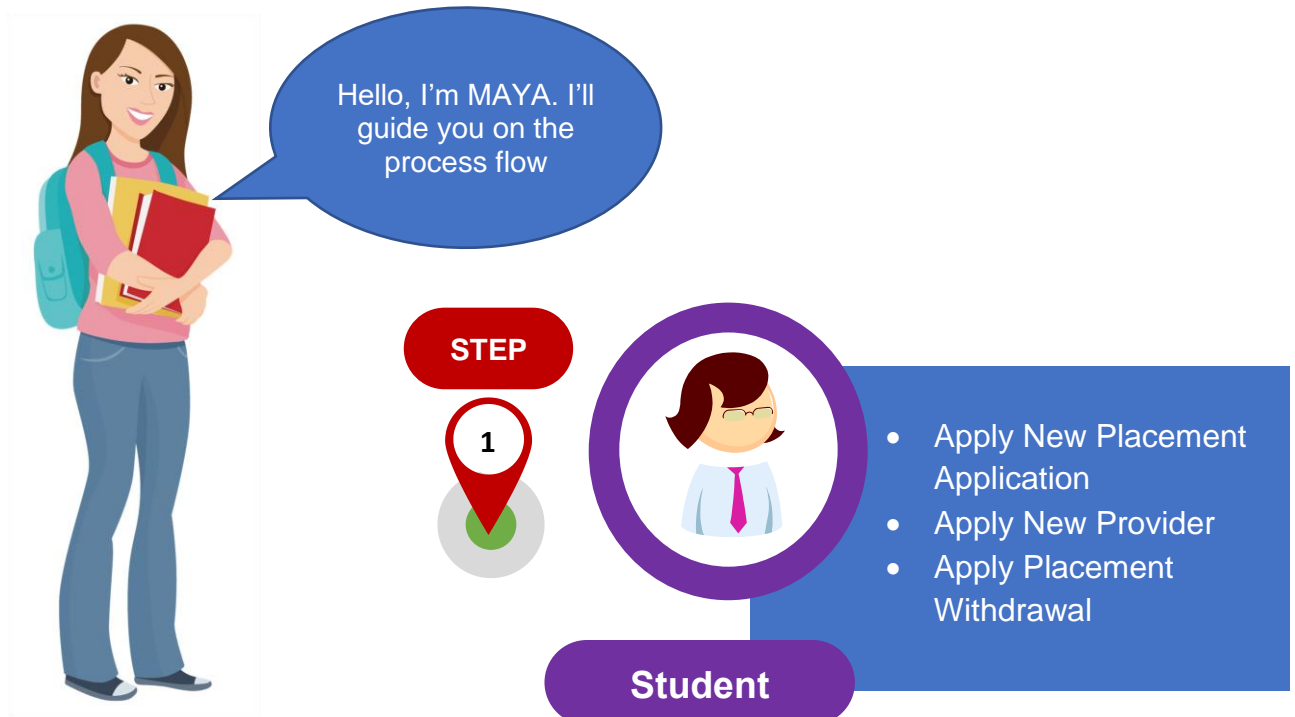 Hello, I’m MAYA. I’ll
guide you on the
process flow
STEP
1
• Apply New Placement
Application
• Apply New Provider
• Apply Placement
Withdrawal
Student